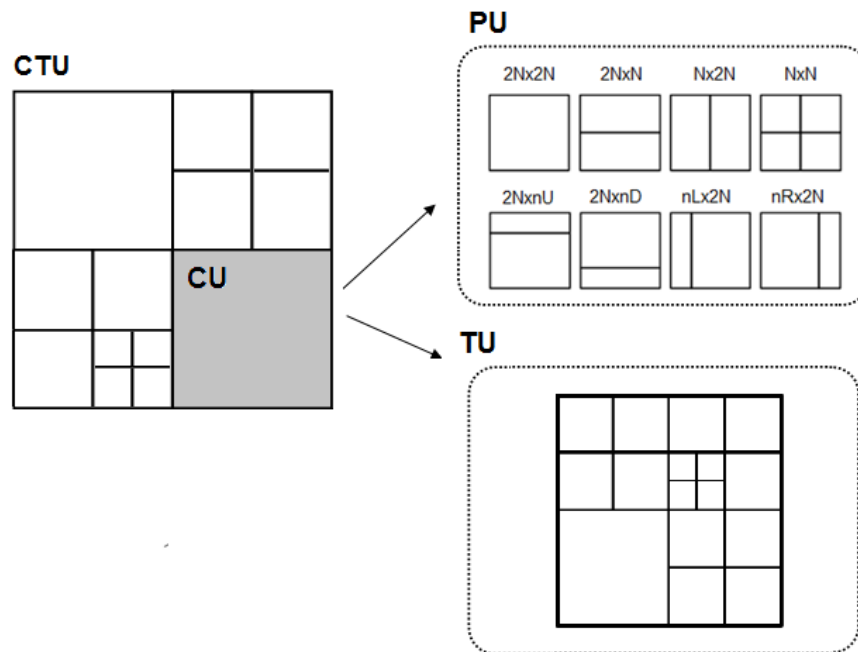 PU
CTU
2Nx2N 2NxN Nx2N NxN
2NxnU 2NxnD nLx2N nRx2N
CU
TU